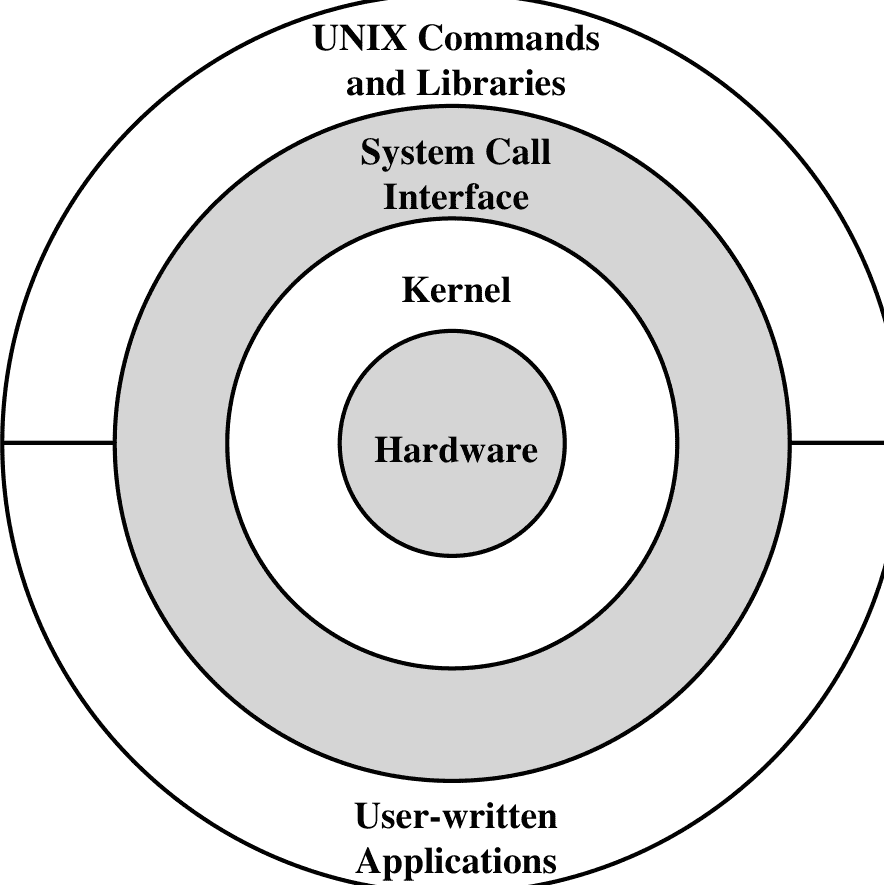 UNIX Commands
and Libraries
System Call
Interface
Kernel
Hardware
User-written
Applications